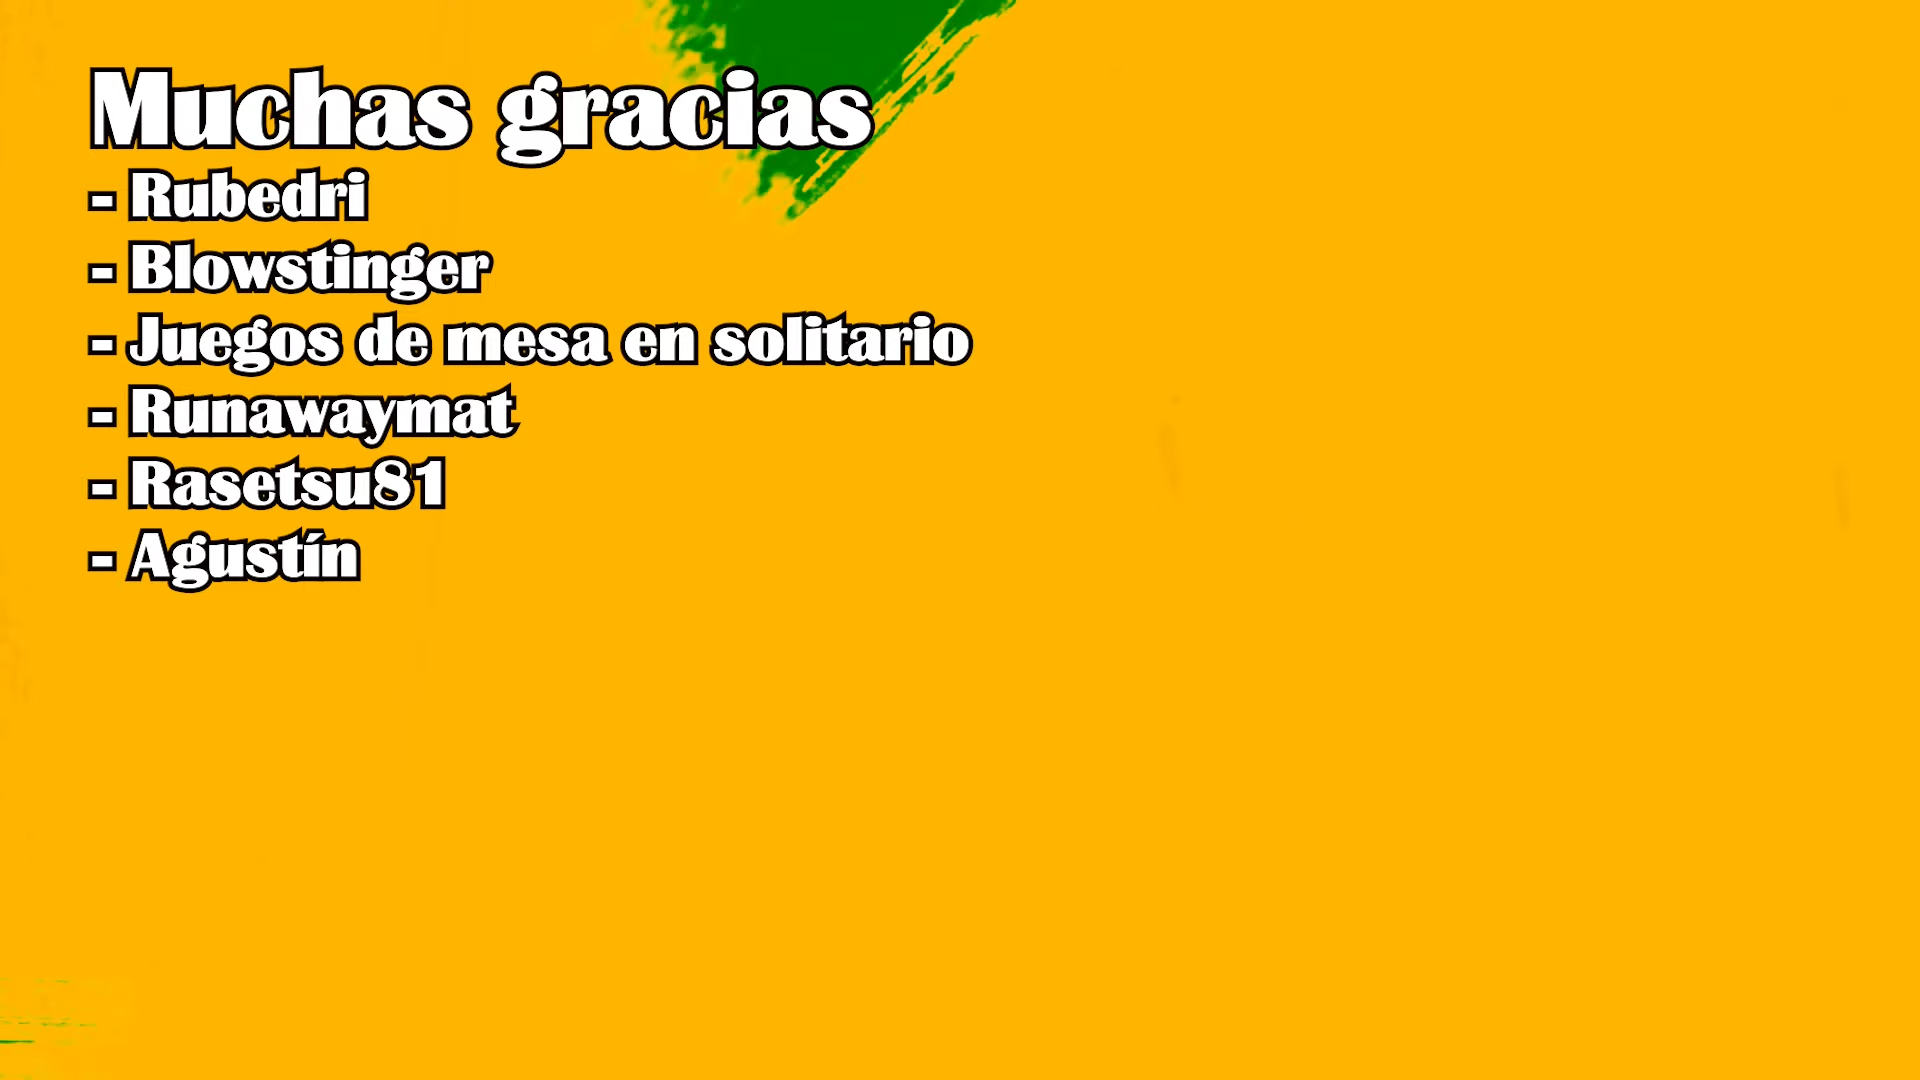 Muchas gracias
- Rubedri
- Blowstinger
- Juegos de mesa en solitario
- Runawaymat
- Rasetsu81
- Agustín